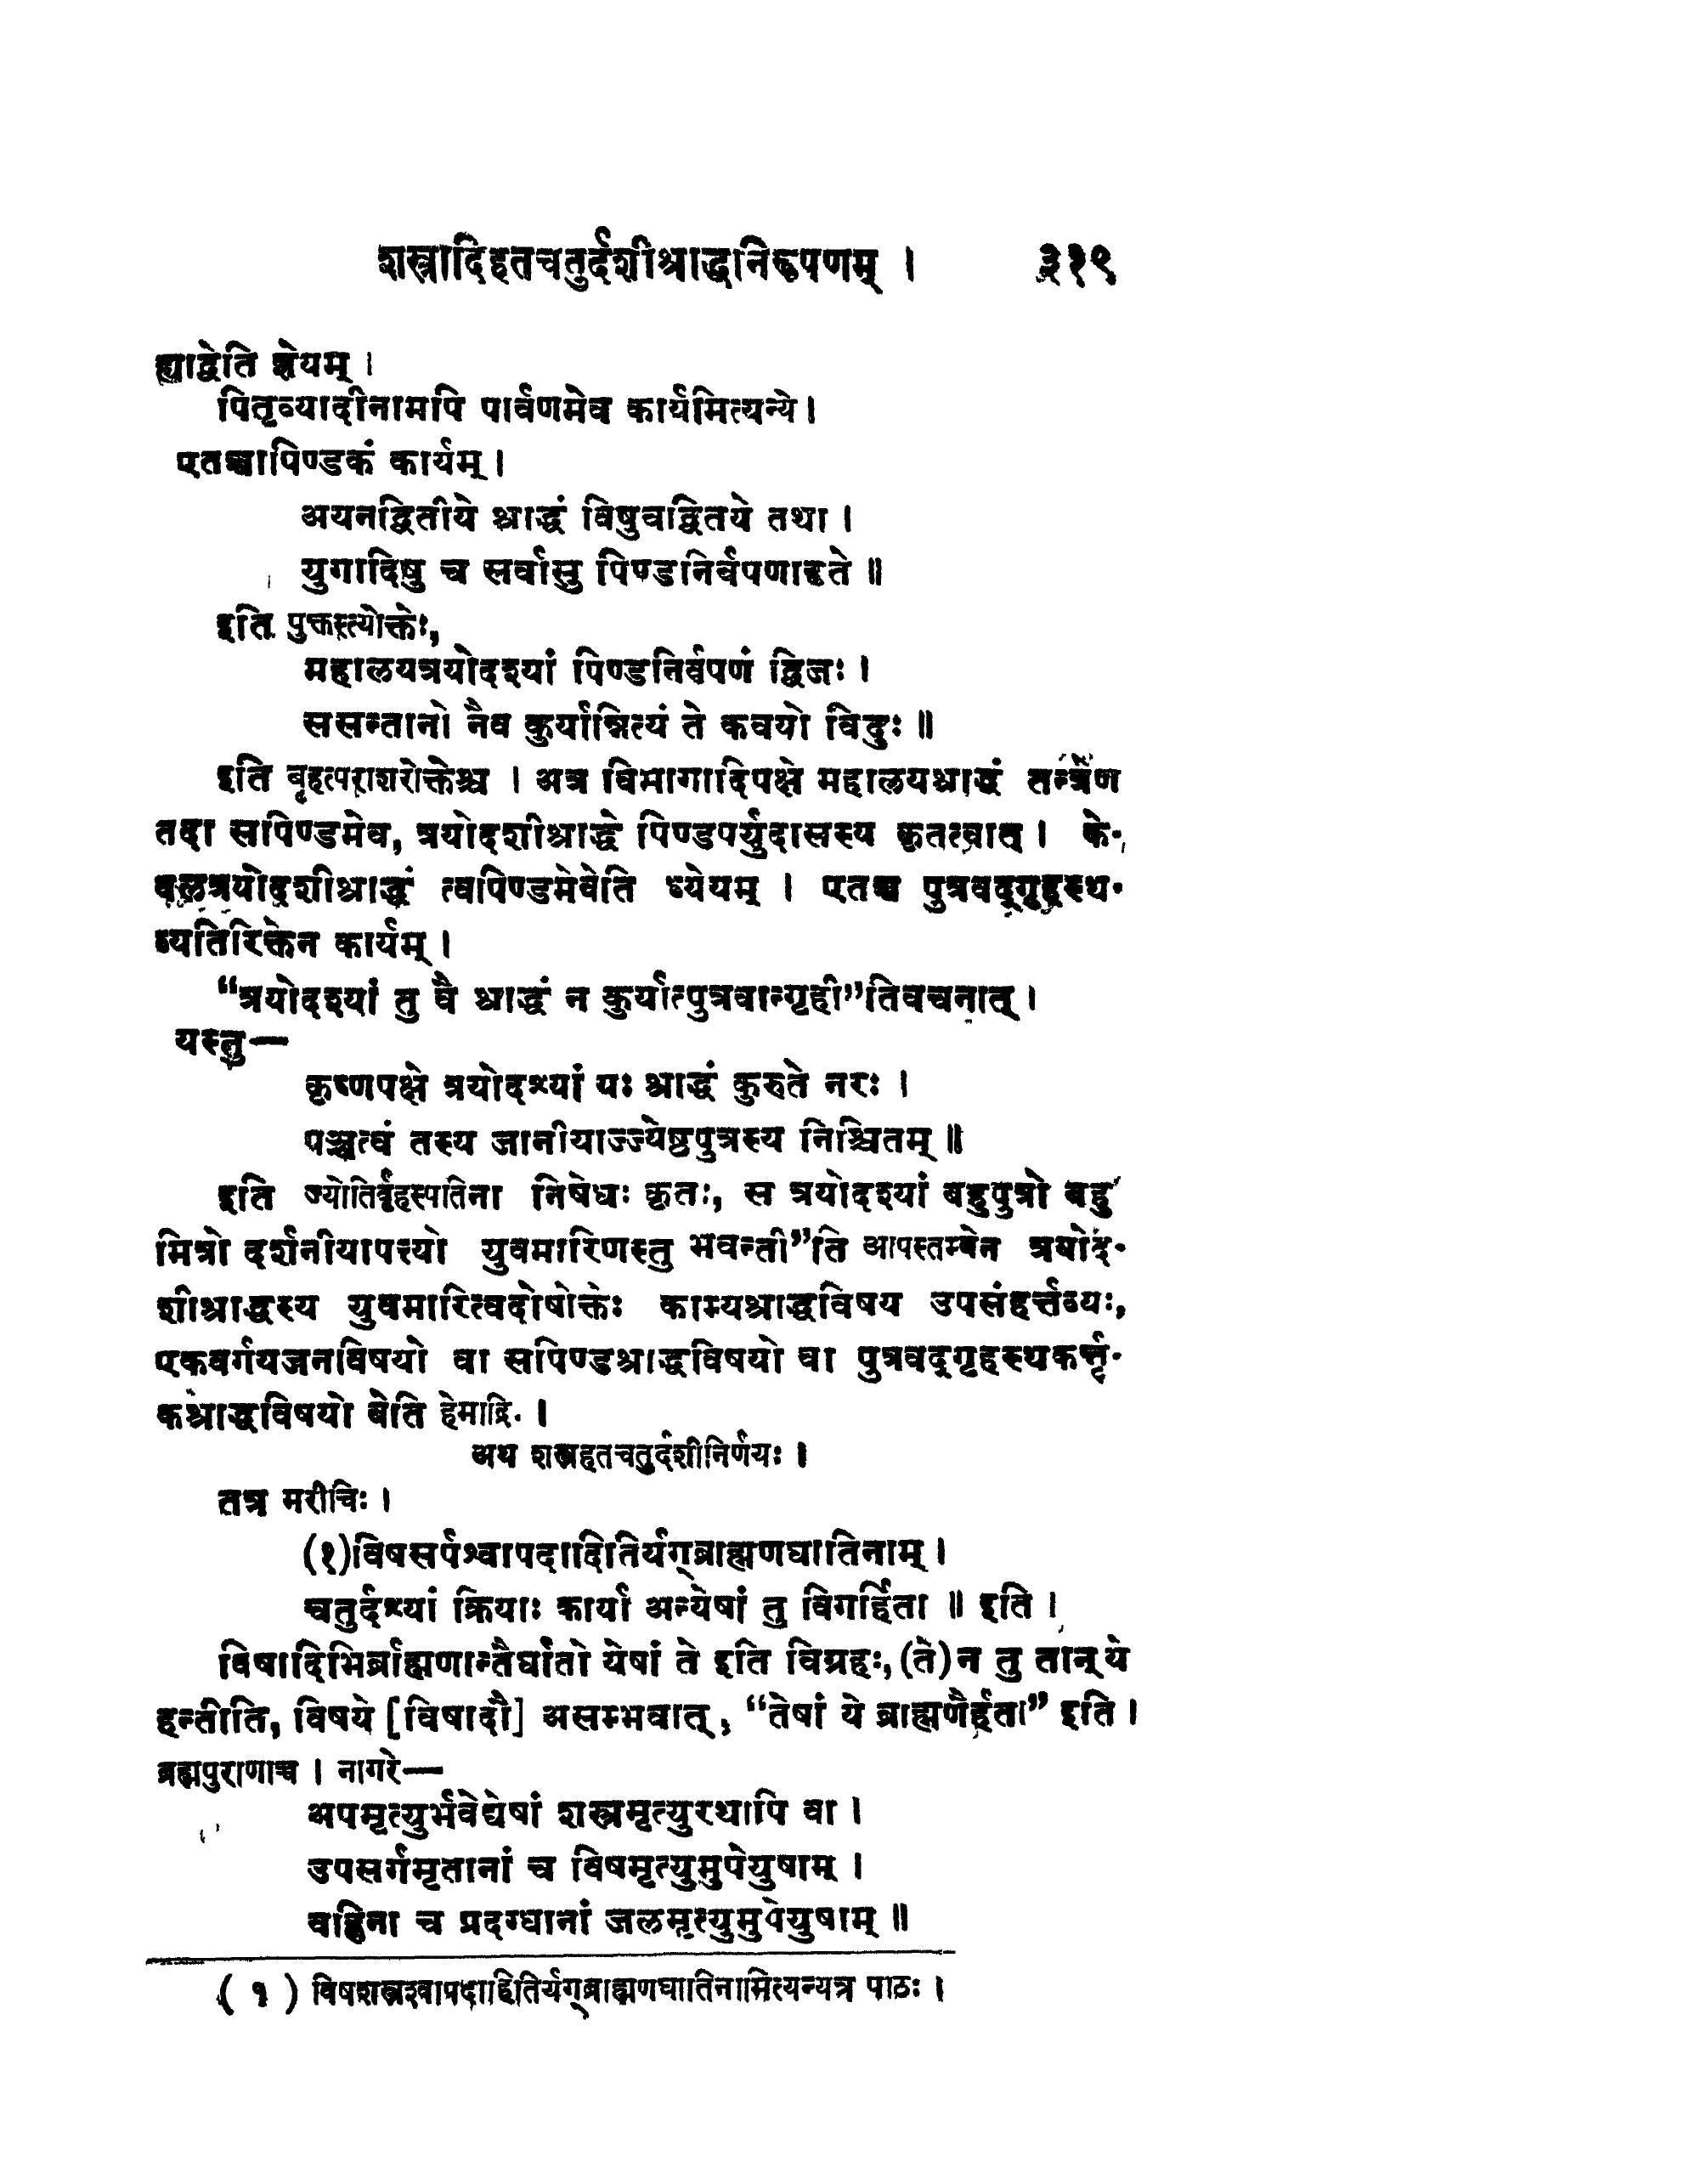 शस्त्रादिहतचतुर्दशीश्राद्धनिरूपणम् । ३१९
ह्याद्वेति ज्ञेयम् ।
पितृव्यादीनामपि पार्वणमेव कार्यमित्यन्ये ।
एतच्चापिण्डकं कार्यम् ।
अयनद्वितीये श्राद्धं विषुवद्वितये तथा ।
युगादिषु च सर्वासु पिण्डनिर्वपणादृते ॥
इति पुलस्त्योक्तेः,
महालयत्रयोदश्यां पिण्डनिर्वपणं द्विजः ।
ससन्तानो नैव कुर्यान्नित्यं ते कवयो विदुः ॥
इति बृहत्पराशरोक्तेश्च । अत्र विभागादिपक्षे महालयश्राद्धं तन्त्रेण
तदा सपिण्डमेव, त्रयोदशीश्राद्धे पिण्डपर्युदासस्य कृतत्वात् । के-
वलत्रयोदशीश्राद्धं त्वपिण्डमेवेति ध्येयम् । एतच्च पुत्रवद्गृहस्थ-
व्यतिरिक्तेन कार्यम् ।
“त्रयोदश्यां तु वै श्राद्धं न कुर्यात्पुत्रवान्गृही”तिवचनात् ।
यस्तु—
कृष्णपक्षे त्रयोदश्यां यः श्राद्धं कुरुते नरः ।
पञ्चत्वं तस्य जानीयाज्ज्येष्ठपुत्रस्य निश्चितम् ॥
इति ज्योतिर्वृहस्पतिना निषेधः कृतः, स त्रयोदश्यां बहुपुत्रो बहु
मित्रो दर्शनीयापत्त्यो युवमारिणस्तु भवन्ती”ति आपस्तम्बेन त्रयोद-
शीश्राद्धस्य युवमारित्वदोषोक्तेः काम्यश्राद्धविषय उपसंहर्त्तव्यः,
एकवर्गयजनविषयो वा सपिण्डश्राद्धविषयो वा पुत्रवद्गृहस्थकर्त्तृ-
कश्राद्धविषयो वेति हेमाद्रिः ।
अथ शस्त्रहतचतुर्दशीनिर्णयः ।
तत्र मरीचिः ।
(१)विषसर्पश्वापदादितिर्यग्ब्राह्मणघातिनाम् ।
चतुर्दश्यां क्रियाः कार्या अन्येषां तु विगर्हिता ॥ इति ।
विषादिभिर्ब्राह्मणान्तैर्घातो येषां ते इति विग्रहः, (ते)न तु तान् ये
हन्तीति, विषये [विषादौ] असम्भवात्, “तेषां ये ब्राह्मणैर्हता” इति ।
ब्रह्मपुराणाच्च । नागरे—
अपमृत्युर्भवेद्येषां शस्त्रमृत्युरथापि वा ।
उपसर्गमृतानां च विषमृत्युमुपेयुषाम् ।
वह्निना च प्रदग्धानां जलमृत्युमुपेयुषाम् ॥
( १ ) विषशस्त्रश्वापदाहितिर्यग्ब्राह्मणघातिनामित्यन्यत्र पाठः ।